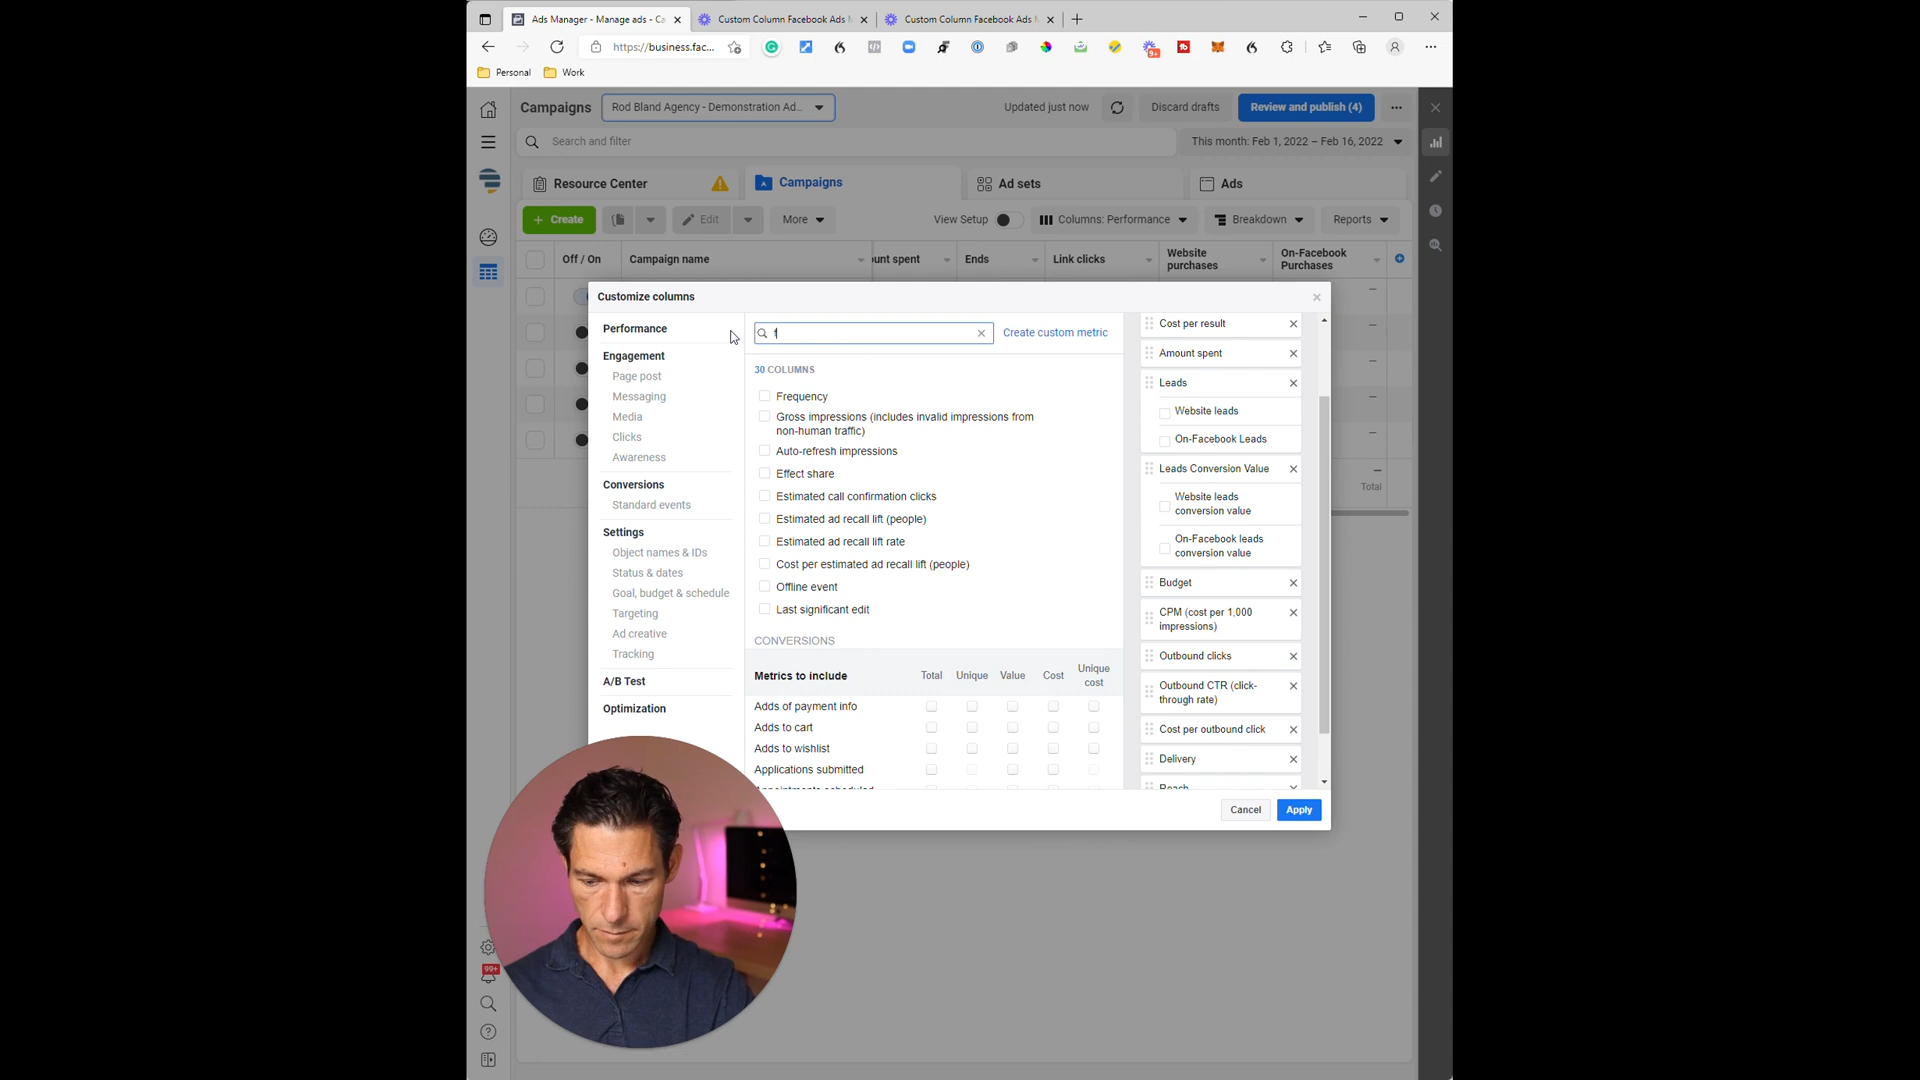 Ads Manager - Manage ads - Ca
Custom Column Facebook Ads M
Custom Column Facebook Ads M
https://business.fac...
9+
Personal
Work
Campaigns
Rod Bland Agency - Demonstration Ad...
Updated just now
Discard drafts
Review and publish (4)
Search and filter
This month: Feb 1, 2022 – Feb 16, 2022
Resource Center
Campaigns
Ad sets
Ads
+ Create
Edit
More
View Setup
Columns: Performance
Breakdown
Reports
Off / On
Campaign name
unt spent
Ends
Link clicks
Website
purchases
On-Facebook
Purchases
—
—
—
—
—
—
Total
Customize columns
Performance
Engagement
Page post
Messaging
Media
Clicks
Awareness
Conversions
Standard events
Settings
Object names & IDs
Status & dates
Goal, budget & schedule
Targeting
Ad creative
Tracking
A/B Test
Optimization
f
Create custom metric
30 COLUMNS
Frequency
Gross impressions (includes invalid impressions from
non-human traffic)
Auto-refresh impressions
Effect share
Estimated call confirmation clicks
Estimated ad recall lift (people)
Estimated ad recall lift rate
Cost per estimated ad recall lift (people)
Offline event
Last significant edit
CONVERSIONS
Metrics to include
Total
Unique
Value
Cost
Unique
cost
Adds of payment info
Adds to cart
Adds to wishlist
Applications submitted
Appointments scheduled
Cost per result
Amount spent
Leads
Website leads
On-Facebook Leads
Leads Conversion Value
Website leads
conversion value
On-Facebook leads
conversion value
Budget
CPM (cost per 1,000
impressions)
Outbound clicks
Outbound CTR (click-
through rate)
Cost per outbound click
Delivery
Reach
Cancel
Apply
99+